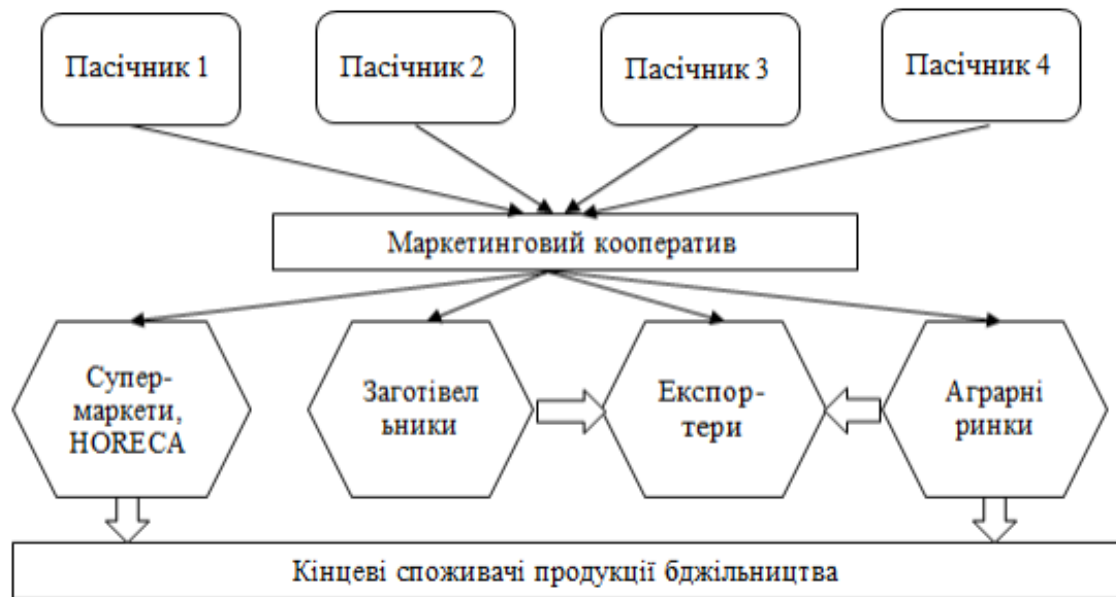 Пасічник 1
Пасічник 2
Пасічник 3
Пасічник 4
Маркетинговий кооператив
Супер-
маркети,
HORECA
Заготівел
ьники
Експор-
тери
Аграрні
ринки
Кінцеві споживачі продукції бджільництва